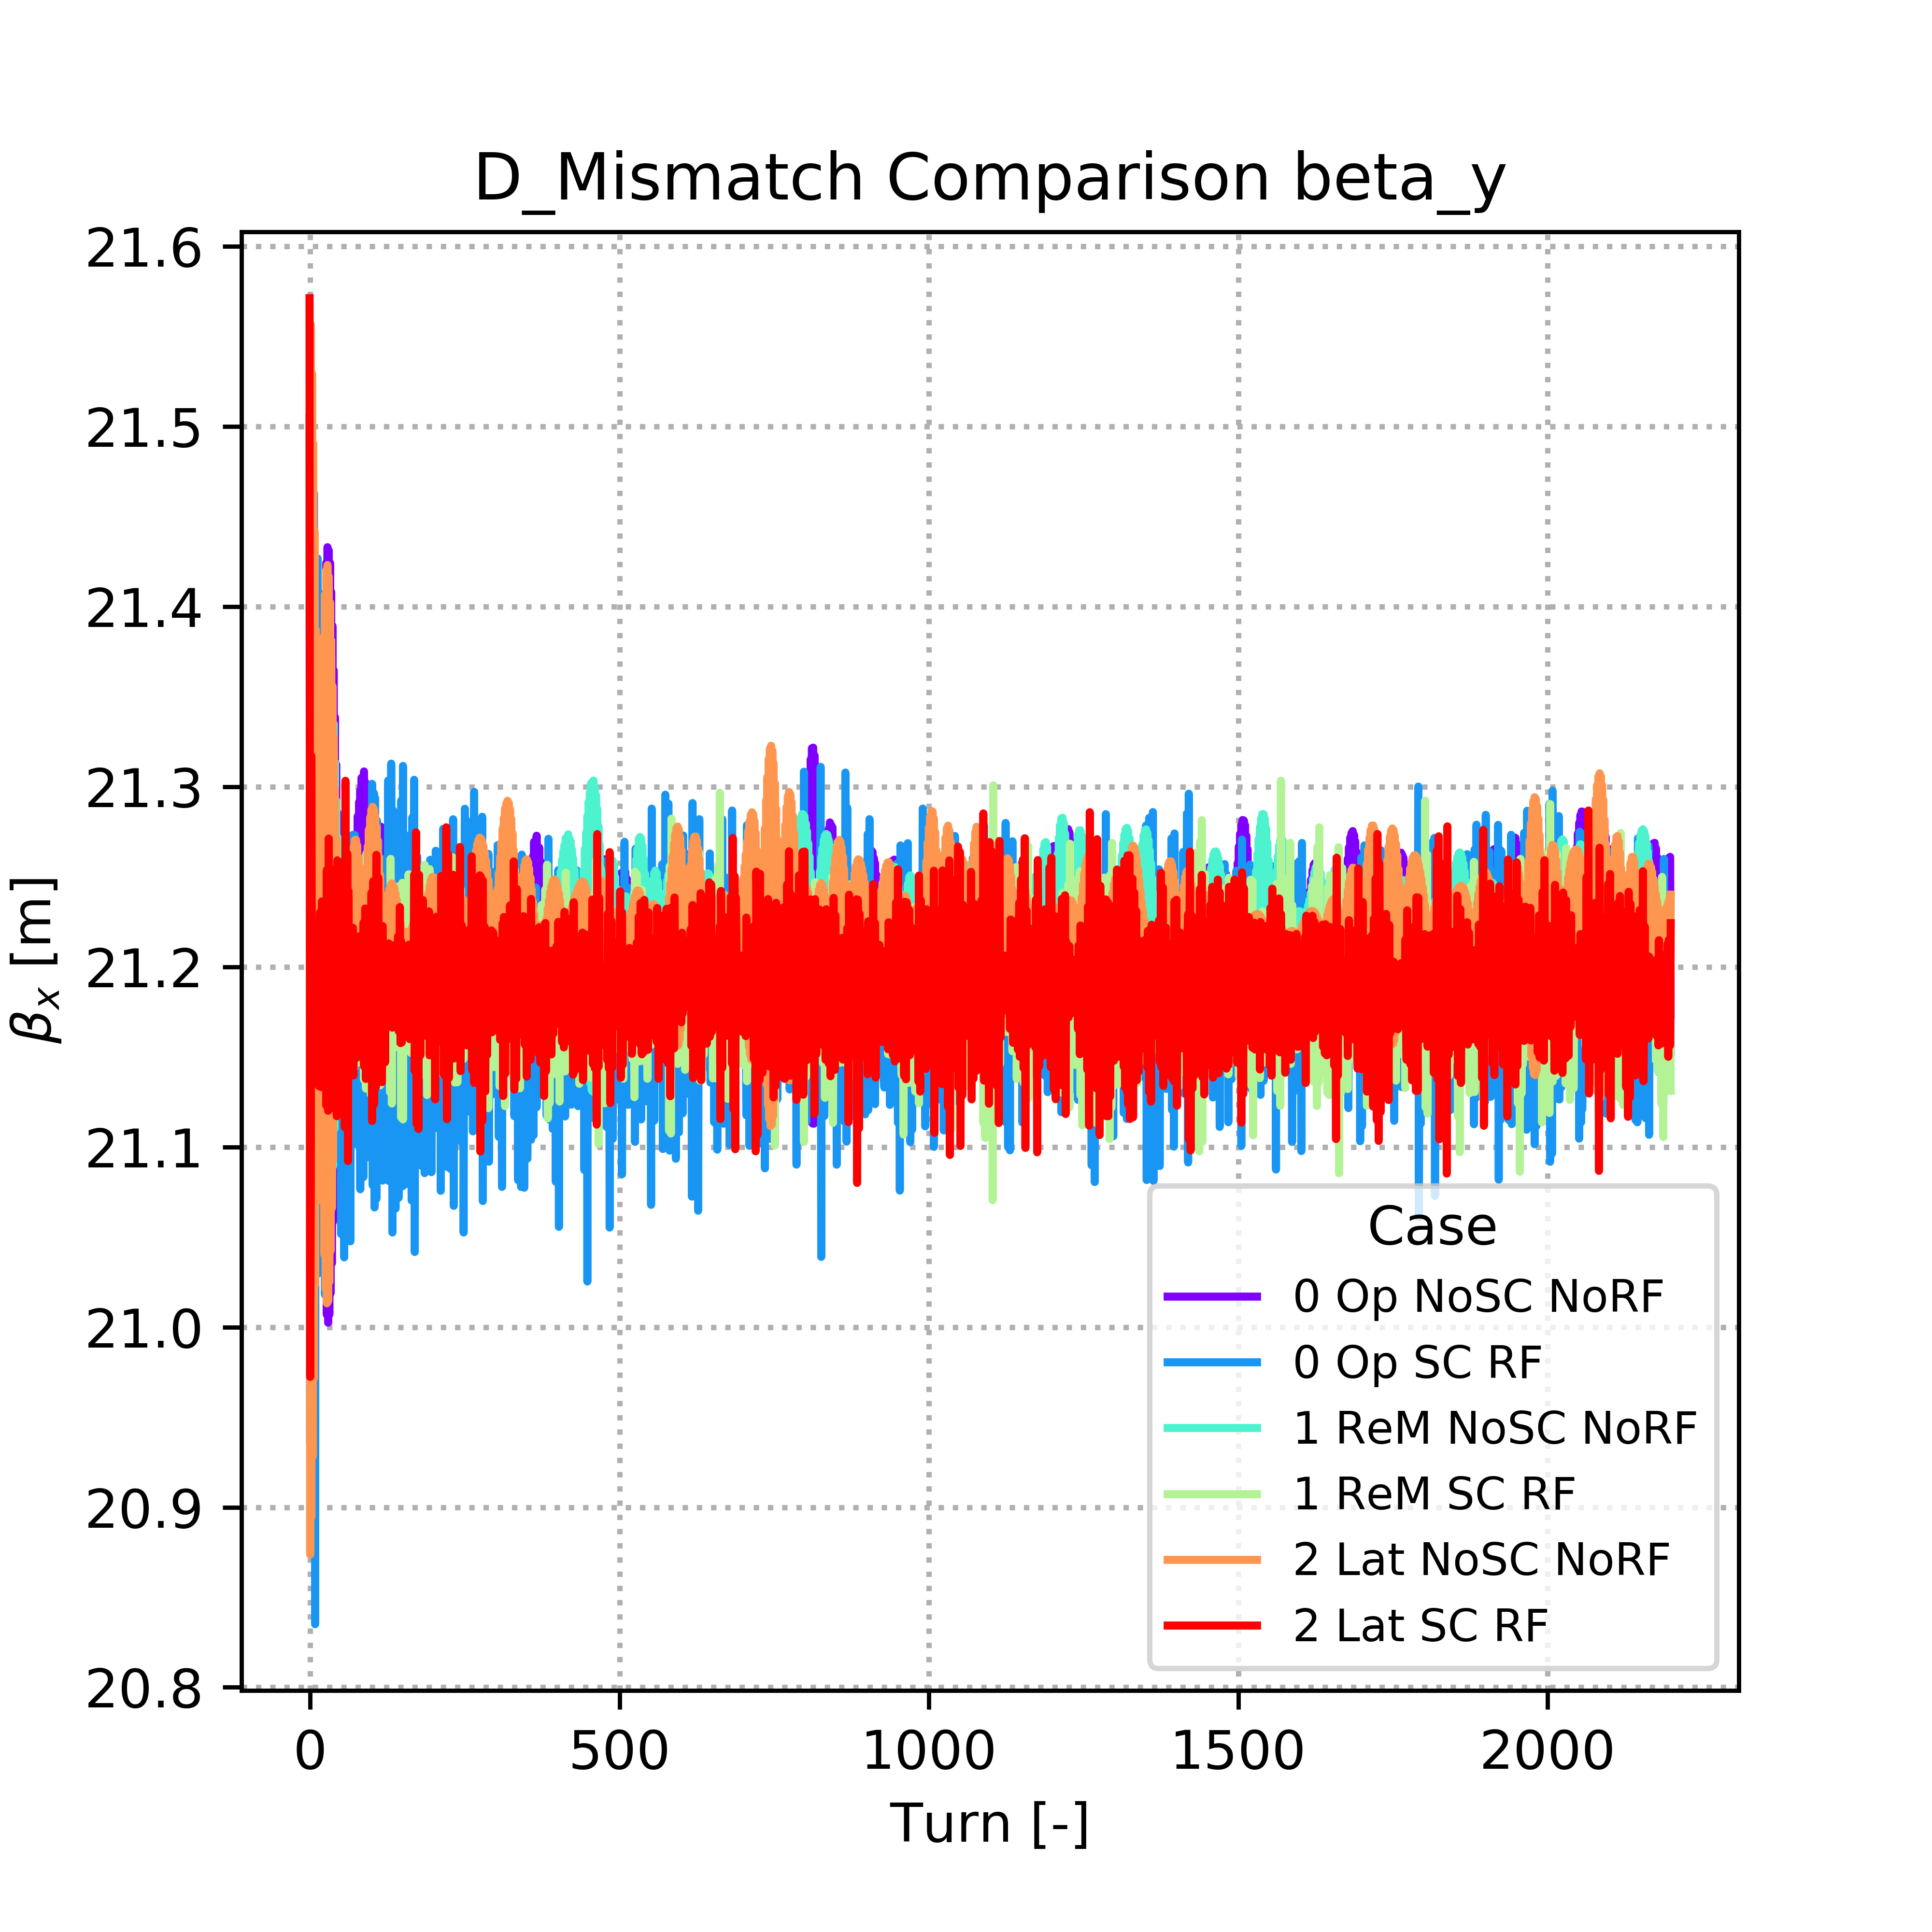 D_Mismatch Comparison beta_y
21.6
21.5
21.4
21.3
21.2
21.1
21.0
20.9
20.8
βx [m]
0 500 1000 1500 2000
Turn [-]
Case
0 Op NoSC NoRF
0 Op SC RF
1 ReM NoSC NoRF
1 ReM SC RF
2 Lat NoSC NoRF
2 Lat SC RF